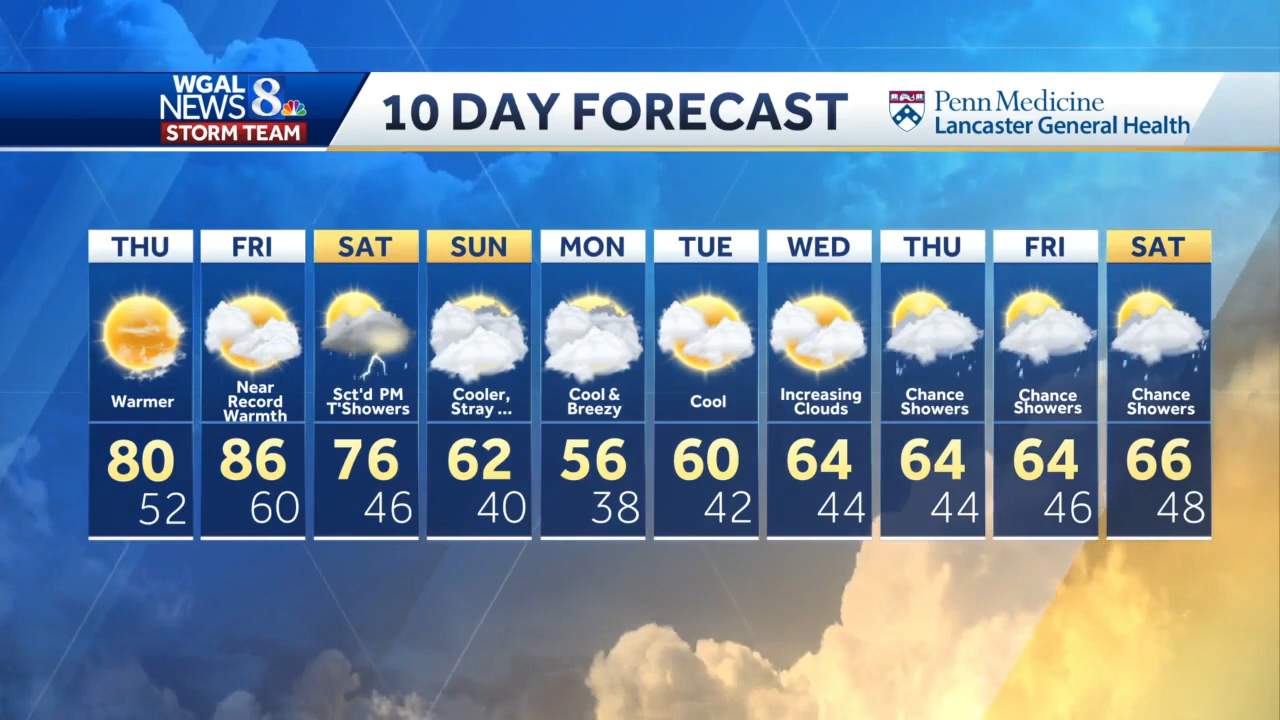 WGAL
NEWS 8
STORM TEAM
10 DAY FORECAST
Penn Medicine
Lancaster General Health
THU
Warmer
80
52
FRI
Near
Record
Warmth
86
60
SAT
Sct'd PM
T'Showers
76
46
SUN
Cooler,
Stray ...
62
40
MON
Cool &
Breezy
56
38
TUE
Cool
60
42
WED
Increasing
Clouds
64
44
THU
Chance
Showers
64
44
FRI
Chance
Showers
64
46
SAT
Chance
Showers
66
48